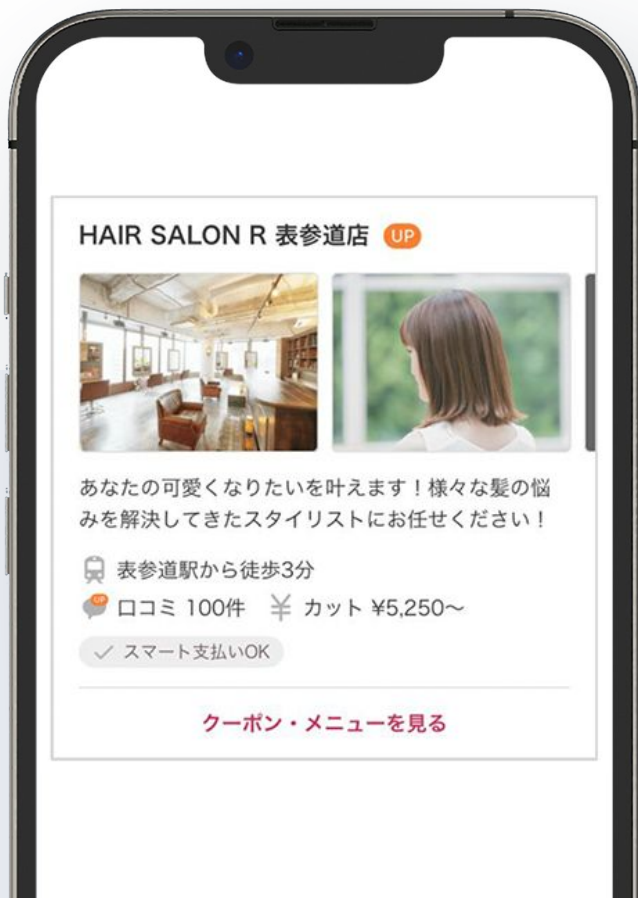 HAIR SALON R 表参道店 UP
あなたの可愛くなりたいを叶えます！様々な髪の悩
みを解決してきたスタイリストにお任せください！
表参道駅から徒歩3分
UP 口コミ 100件 ¥ カット ¥5,250〜
スマート支払いOK
クーポン・メニューを見る